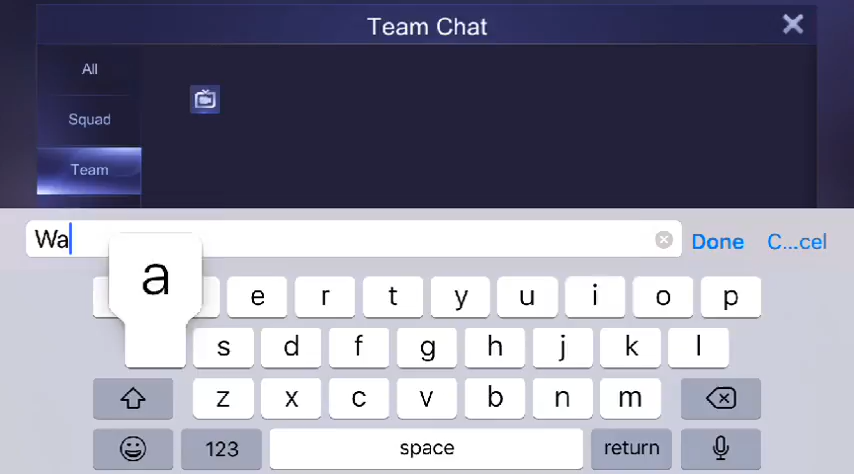 Team Chat
All
Squad
Team
Wa
Done C...cel
a
e r t y u i o p
s d f g h j k l
z x c v b n m
123 space return